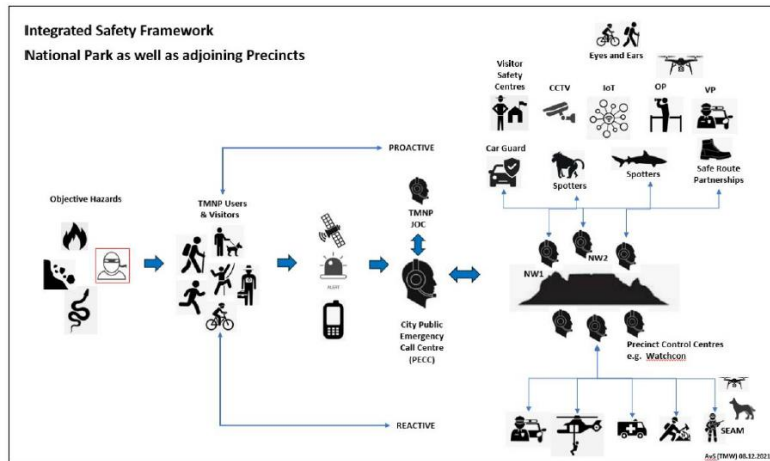 Integrated Safety Framework
National Park as well as adjoining Precincts
Eyes and Ears
Visitor
Safety
Centres
CCTV
IoT
OP
VP
Car Guard
Spotters
Spotters
Safe Route
Partnerships
PROACTIVE
Objective Hazards
TMNP Users
& Visitors
TMNP
JOC
ALERT
NW1
NW2
City Public
Emergency
Call Centre
(PECC)
Precinct Control Centres
e.g. Watchcon
REACTIVE
SEAM
AvS (TMW) 08.12.2021